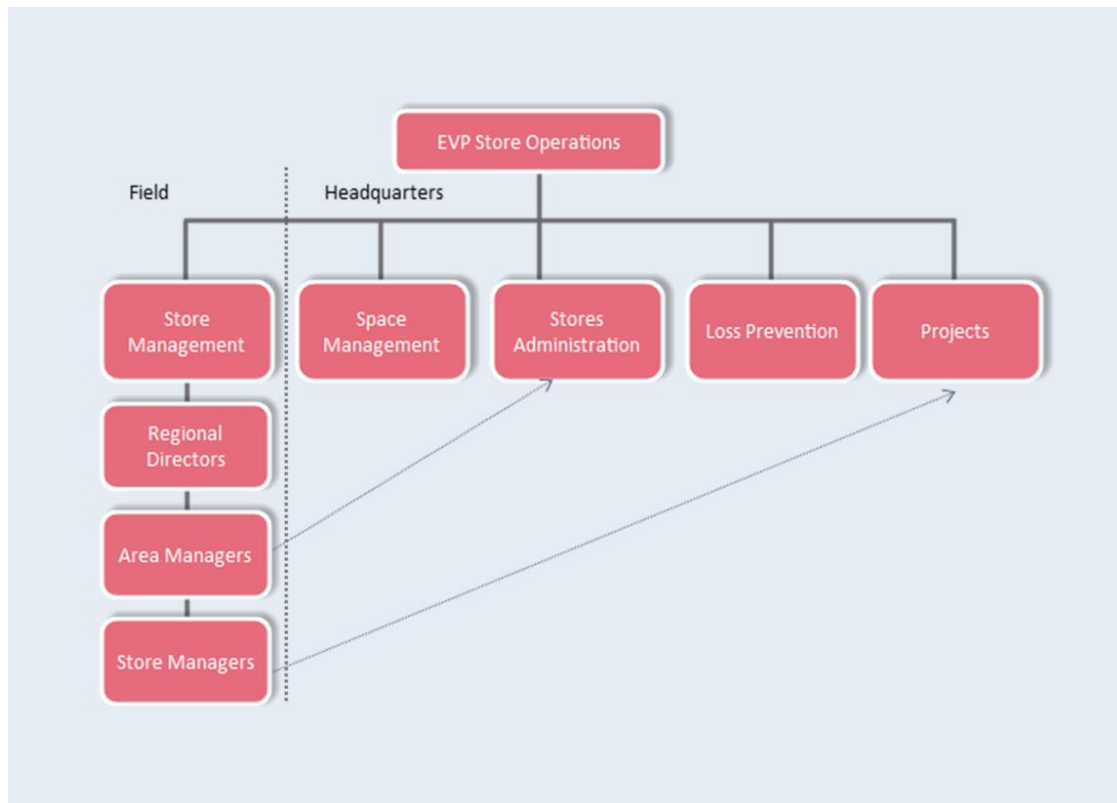 EVP Store Operations
Field
Headquarters
Store
Management
Space
Management
Stores
Administration
Loss Prevention
Projects
Regional
Directors
Area Managers
Store Managers